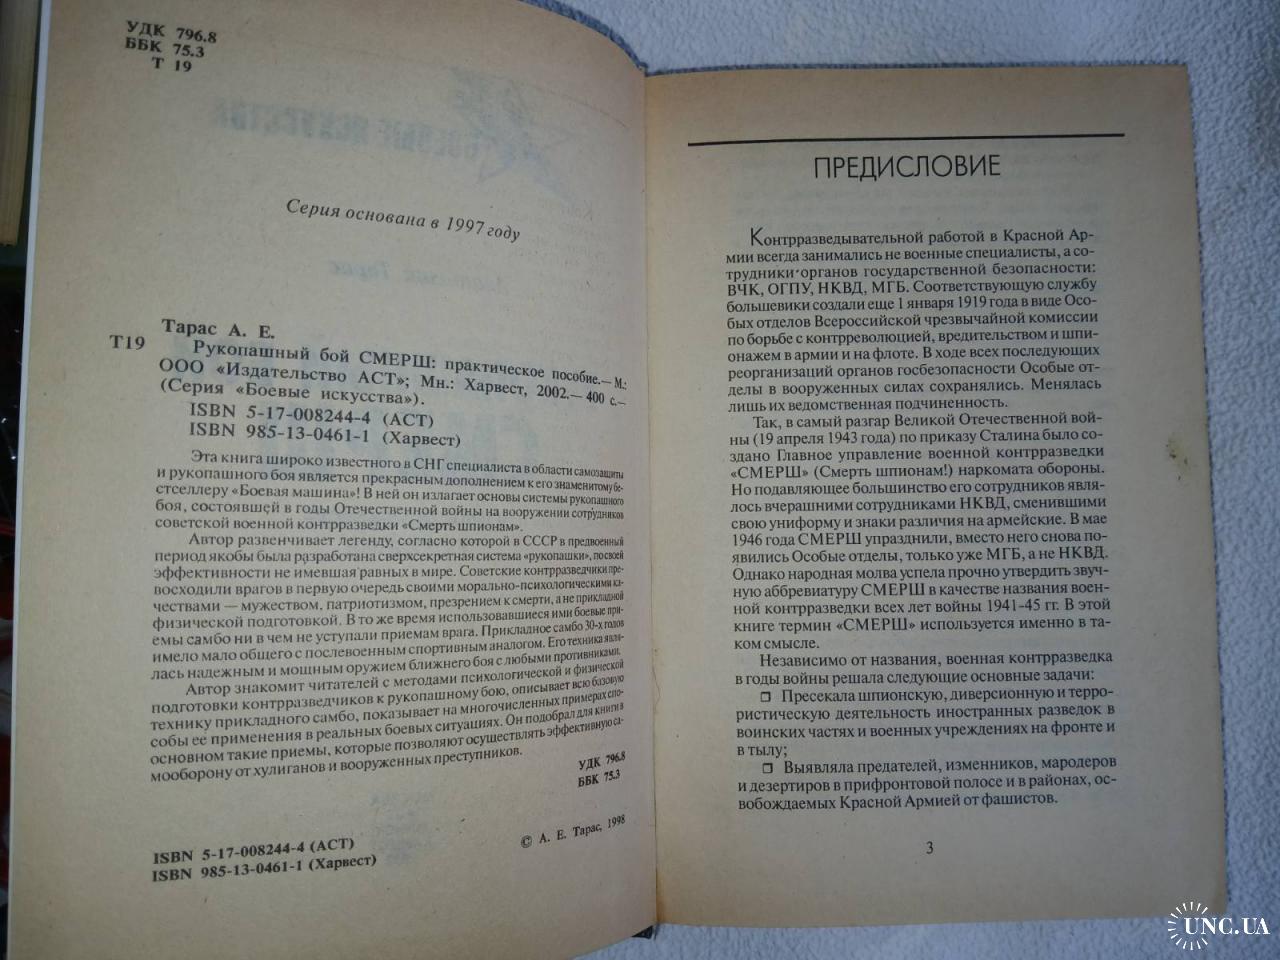 УДК 796.8
ББК 75.3
Т 19
Серия основана в 1997 году
Тарас А. Е.
Т19
Рукопашный бой СМЕРШ: практическое пособие.— М.:
ООО «Издательство АСТ»; Мн.: Харвест, 2002.— 400 с.—
(Серия «Боевые искусства»).
ISBN 5-17-008244-4 (АСТ)
ISBN 985-13-0461-1 (Харвест)
Эта книга широко известного в СНГ специалиста в области самозащиты
и рукопашного боя является прекрасным дополнением к его знаменитому бе-
стселлеру «Боевая машина»! В ней он излагает основы системы рукопашного
боя, состоявшей в годы Отечественной войны на вооружении сотрудников
советской военной контрразведки «Смерть шпионам».
Автор развенчивает легенду, согласно которой в СССР в предвоенный
период якобы была разработана сверхсекретная система «рукопашки», по своей
эффективности не имевшая равных в мире. Советские контрразведчики пре-
восходили врагов в первую очередь своими морально-психологическими ка-
чествами — мужеством, патриотизмом, презрением к смерти, а не прикладной
физической подготовкой. В то же время использовавшиеся ими боевые при-
емы самбо ни в чем не уступали приемам врага. Прикладное самбо 30-х годов
имело мало общего с послевоенным спортивным аналогом. Его техника явля-
лась надежным и мощным оружием ближнего боя с любыми противниками.
Автор знакомит читателей с методами психологической и физической
подготовки контрразведчиков к рукопашному бою, описывает всю базовую
технику прикладного самбо, показывает на многочисленных примерах спо-
собы ее применения в реальных боевых ситуациях. Он подобрал для книги в
основном такие приемы, которые позволяют осуществлять эффективную са-
мооборону от хулиганов и вооруженных преступников.
УДК 796.8
ББК 75.3
ISBN 5-17-008244-4 (АСТ)
ISBN 985-13-0461-1 (Харвест)
© А. Е. Тарас, 1998
ПРЕДИСЛОВИЕ
Контрразведывательной работой в Красной Ар-
мии всегда занимались не военные специалисты, а со-
трудники органов государственной безопасности:
ВЧК, ОГПУ, НКВД, МГБ. Соответствующую службу
большевики создали еще 1 января 1919 года в виде Осо-
бых отделов Всероссийской чрезвычайной комиссии
по борьбе с контрреволюцией, вредительством и шпи-
онажем в армии и на флоте. В ходе всех последующих
реорганизаций органов госбезопасности Особые от-
делы в вооруженных силах сохранялись. Менялась
лишь их ведомственная подчиненность.
Так, в самый разгар Великой Отечественной вой-
ны (19 апреля 1943 года) по приказу Сталина было со-
здано Главное управление военной контрразведки
«СМЕРШ» (Смерть шпионам!) наркомата обороны.
Но подавляющее большинство его сотрудников явля-
лось вчерашними сотрудниками НКВД, сменившими
свою униформу и знаки различия на армейские. В мае
1946 года СМЕРШ упразднили, вместо него снова по-
явились Особые отделы, только уже МГБ, а не НКВД.
Однако народная молва успела прочно утвердить звуч-
ную аббревиатуру СМЕРШ в качестве названия воен-
ной контрразведки всех лет войны 1941-45 гг. В этой
книге термин «СМЕРШ» используется именно в та-
ком смысле.
Независимо от названия, военная контрразведка
в годы войны решала следующие основные задачи:
❒ Пресекала шпионскую, диверсионную и терро-
ристическую деятельность иностранных разведок в
воинских частях и военных учреждениях на фронте и
в тылу;
❒ Выявляла предателей, изменников, мародеров
и дезертиров в прифронтовой полосе и в районах, ос-
вобождаемых Красной Армией от фашистов.
3
UNC.UA